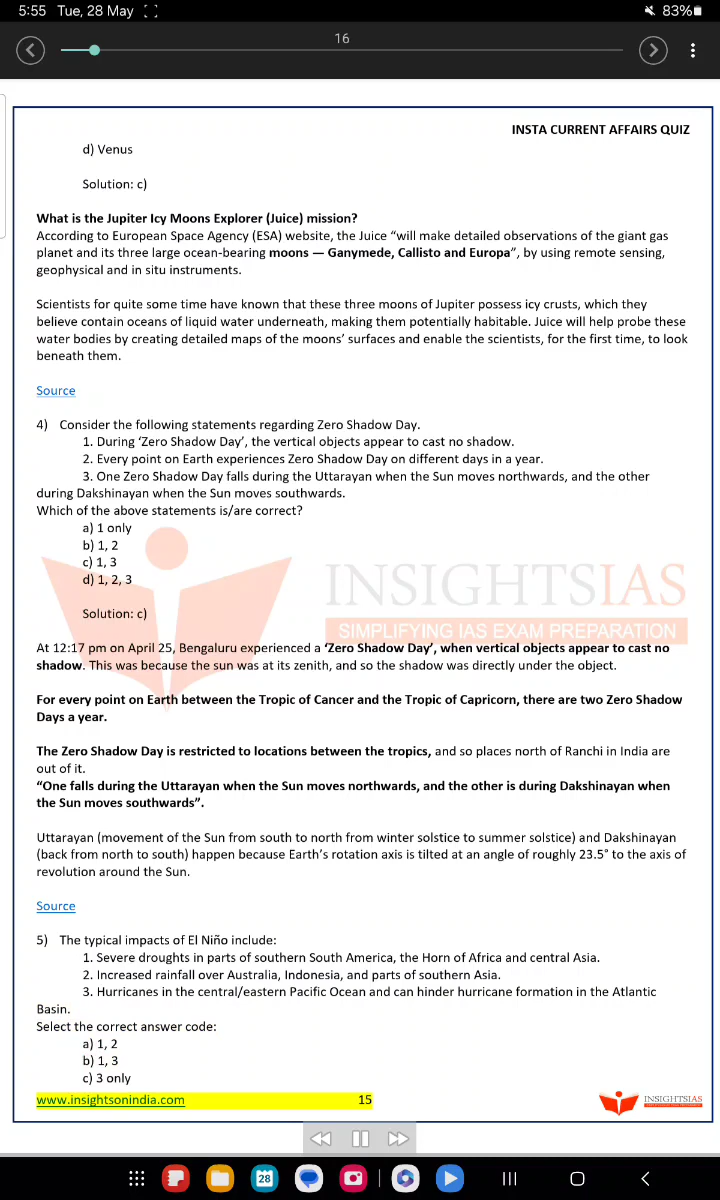 5:55 Tue, 28 May
83%
16
INSTA CURRENT AFFAIRS QUIZ
d) Venus
Solution: c)
What is the Jupiter Icy Moons Explorer (Juice) mission?
According to European Space Agency (ESA) website, the Juice “will make detailed observations of the giant gas
planet and its three large ocean-bearing moons — Ganymede, Callisto and Europa”, by using remote sensing,
geophysical and in situ instruments.
Scientists for quite some time have known that these three moons of Jupiter possess icy crusts, which they
believe contain oceans of liquid water underneath, making them potentially habitable. Juice will help probe these
water bodies by creating detailed maps of the moons’ surfaces and enable the scientists, for the first time, to look
beneath them.
Source
4) Consider the following statements regarding Zero Shadow Day.
1. During ‘Zero Shadow Day’, the vertical objects appear to cast no shadow.
2. Every point on Earth experiences Zero Shadow Day on different days in a year.
3. One Zero Shadow Day falls during the Uttarayan when the Sun moves northwards, and the other
during Dakshinayan when the Sun moves southwards.
Which of the above statements is/are correct?
a) 1 only
b) 1, 2
c) 1, 3
d) 1, 2, 3
INSIGHTSIAS
SIMPLIFYING IAS EXAM PREPARATION
Solution: c)
At 12:17 pm on April 25, Bengaluru experienced a ‘Zero Shadow Day’, when vertical objects appear to cast no
shadow. This was because the sun was at its zenith, and so the shadow was directly under the object.
For every point on Earth between the Tropic of Cancer and the Tropic of Capricorn, there are two Zero Shadow
Days a year.
The Zero Shadow Day is restricted to locations between the tropics, and so places north of Ranchi in India are
out of it.
“One falls during the Uttarayan when the Sun moves northwards, and the other is during Dakshinayan when
the Sun moves southwards”.
Uttarayan (movement of the Sun from south to north from winter solstice to summer solstice) and Dakshinayan
(back from north to south) happen because Earth’s rotation axis is tilted at an angle of roughly 23.5° to the axis of
revolution around the Sun.
Source
5) The typical impacts of El Niño include:
1. Severe droughts in parts of southern South America, the Horn of Africa and central Asia.
2. Increased rainfall over Australia, Indonesia, and parts of southern Asia.
3. Hurricanes in the central/eastern Pacific Ocean and can hinder hurricane formation in the Atlantic
Basin.
Select the correct answer code:
a) 1, 2
b) 1, 3
c) 3 only
www.insightsonindia.com 15
INSIGHTSIAS
28